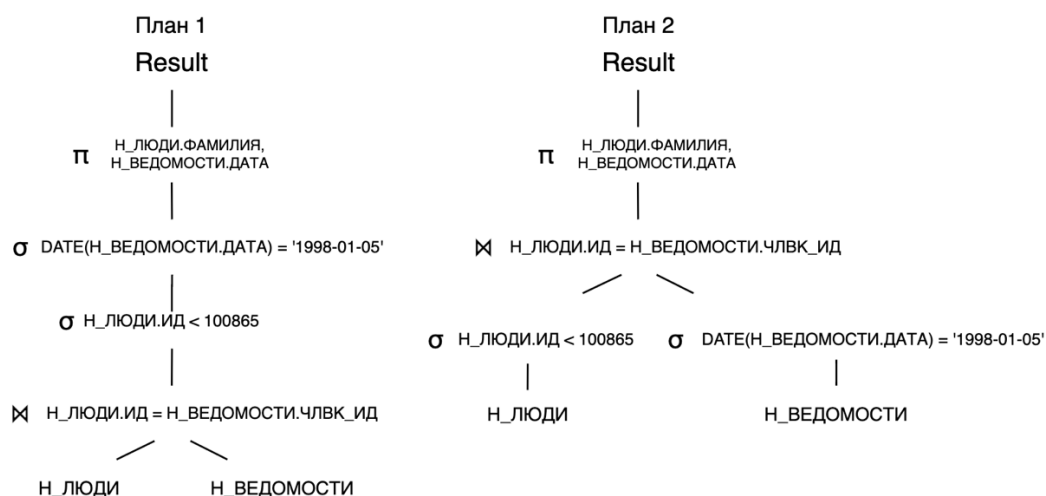 План 1
Result
π Н_ЛЮДИ.ФАМИЛИЯ,
Н_ВЕДОМОСТИ.ДАТА
σ DATE(Н_ВЕДОМОСТИ.ДАТА) = '1998-01-05'
σ Н_ЛЮДИ.ИД < 100865
⋈ Н_ЛЮДИ.ИД = Н_ВЕДОМОСТИ.ЧЛВК_ИД
Н_ЛЮДИ Н_ВЕДОМОСТИ
План 2
Result
π Н_ЛЮДИ.ФАМИЛИЯ,
Н_ВЕДОМОСТИ.ДАТА
⋈ Н_ЛЮДИ.ИД = Н_ВЕДОМОСТИ.ЧЛВК_ИД
σ Н_ЛЮДИ.ИД < 100865 σ DATE(Н_ВЕДОМОСТИ.ДАТА) = '1998-01-05'
Н_ЛЮДИ Н_ВЕДОМОСТИ